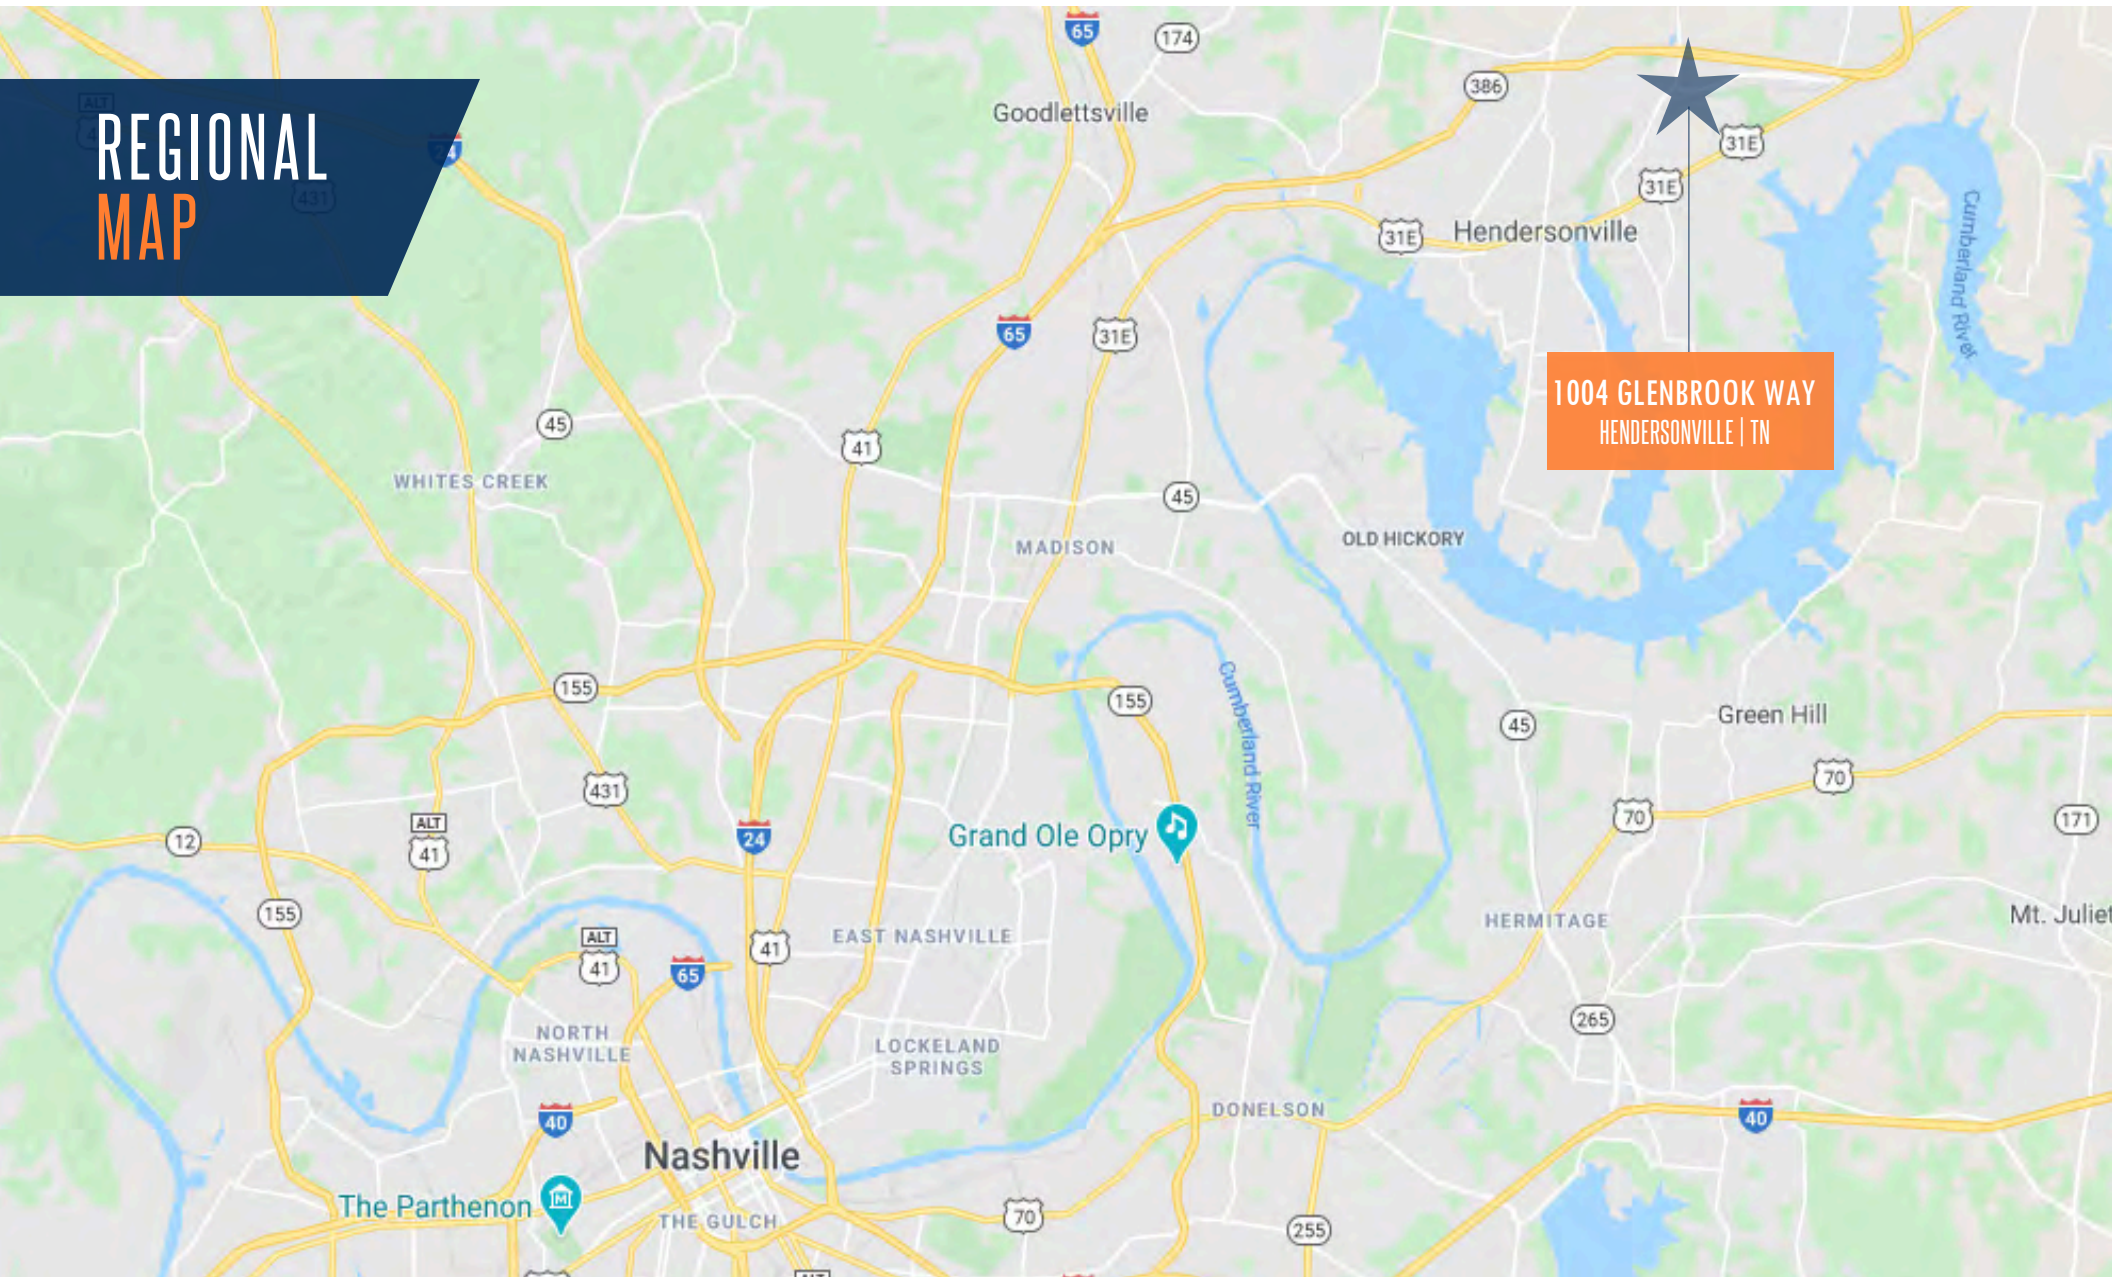 65
174
386
ALT
4
REGIONAL
MAP
24
431
Goodlettsville
31E
31E
31E
Hendersonville
Cumberland River
65
31E
1004 GLENBROOK WAY
HENDERSONVILLE | TN
45
41
WHITES CREEK
45
MADISON
OLD HICKORY
155
155
Cumberland River
45
Green Hill
431
70
70
171
ALT
41
12
24
Grand Ole Opry
155
HERMITAGE
Mt. Juliet
ALT
41
65
41
EAST NASHVILLE
NORTH
NASHVILLE
LOCKELAND
SPRINGS
265
40
DONELSON
40
Nashville
The Parthenon
THE GULCH
70
255
ALT